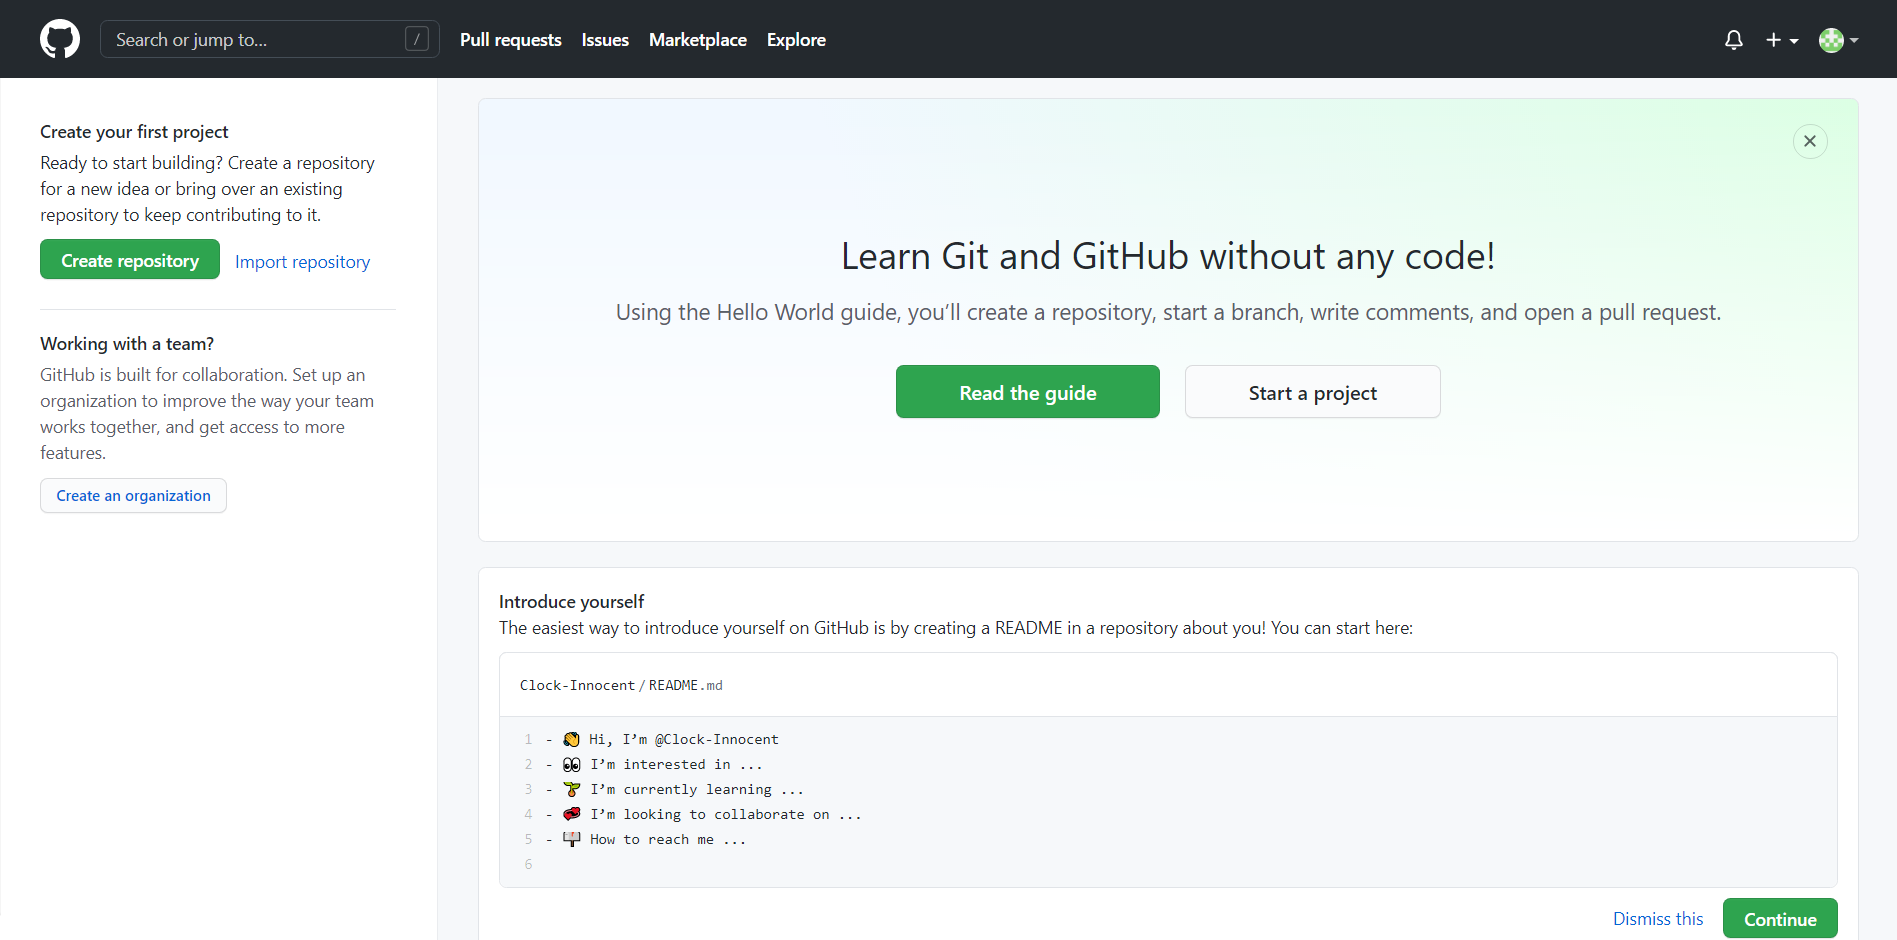 Search or jump to... /
Pull requests
Issues
Marketplace
Explore
Create your first project
Ready to start building? Create a repository
for a new idea or bring over an existing
repository to keep contributing to it.
Create repository
Import repository
Working with a team?
GitHub is built for collaboration. Set up an
organization to improve the way your team
works together, and get access to more
features.
Create an organization
Learn Git and GitHub without any code!
Using the Hello World guide, you’ll create a repository, start a branch, write comments, and open a pull request.
Read the guide
Start a project
Introduce yourself
The easiest way to introduce yourself on GitHub is by creating a README in a repository about you! You can start here:
Clock-Innocent / README.md
1 - 👋 Hi, I’m @Clock-Innocent
2 - 👀 I’m interested in ...
3 - 🌱 I’m currently learning ...
4 - 💞️ I’m looking to collaborate on ...
5 - 📫 How to reach me ...
6
Dismiss this
Continue